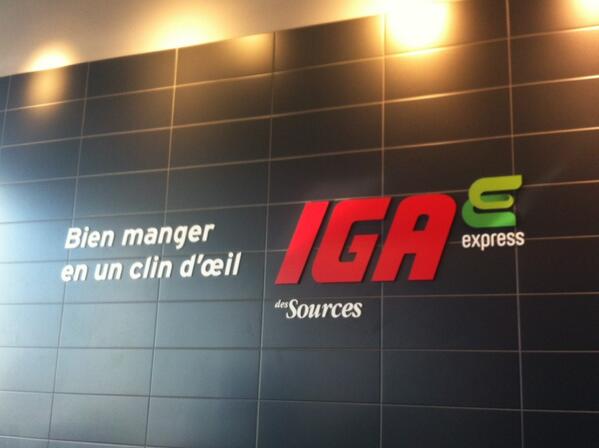 Bien manger
en un clin d'œil
IGA
express
des Sources